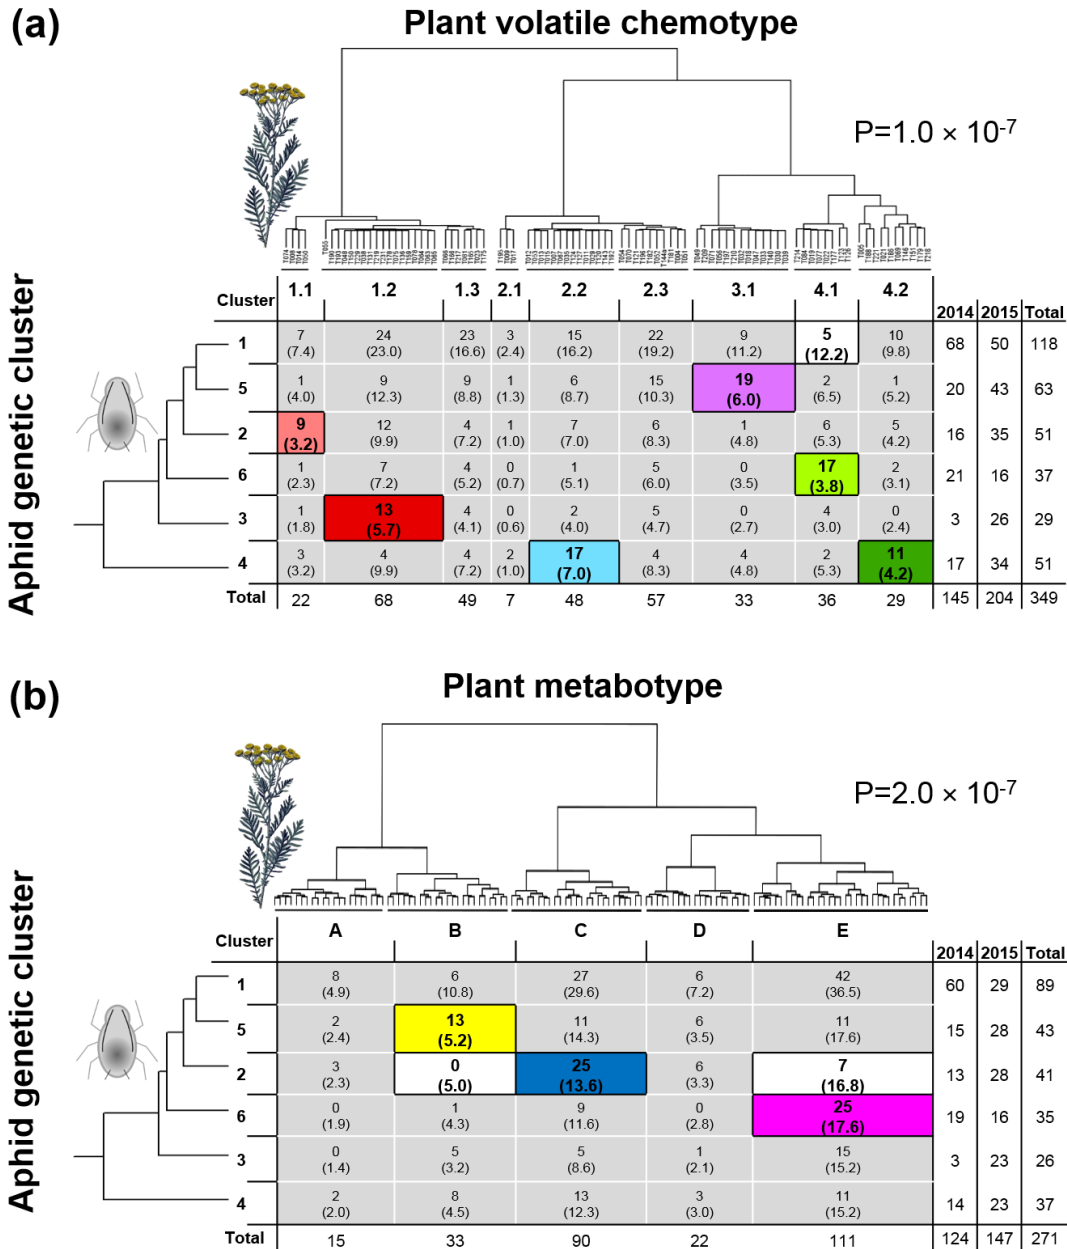 (a)
Plant volatile chemotype
P=1.0 × 10-7
Aphid genetic cluster
Cluster 1.1 1.2 1.3 2.1 2.2 2.3 3.1 4.1 4.2 2014 2015 Total
1 7 24 23 3 15 22 9 5 10 68 50 118
(7.4) (23.0) (16.6) (2.4) (16.2) (19.2) (11.2) (12.2) (9.8)
5 1 9 9 1 6 15 19 2 1 20 43 63
(4.0) (12.3) (8.8) (1.3) (8.7) (10.3) (6.0) (6.5) (5.2)
2 9 12 4 1 7 6 1 6 5 16 35 51
(3.2) (9.9) (7.2) (1.0) (7.0) (8.3) (4.8) (5.3) (4.2)
6 1 7 4 0 1 5 0 17 2 21 16 37
(2.3) (7.2) (5.2) (0.7) (5.1) (6.0) (3.5) (3.8) (3.1)
3 1 13 4 0 2 5 0 4 0 3 26 29
(1.8) (5.7) (4.1) (0.6) (4.0) (4.7) (2.7) (3.0) (2.4)
4 3 4 4 2 17 4 4 2 11 17 34 51
(3.2) (9.9) (7.2) (1.0) (7.0) (8.3) (4.8) (5.3) (4.2)
Total 22 68 49 7 48 57 33 36 29 145 204 349
(b)
Plant metabotype
P=2.0 × 10-7
Aphid genetic cluster
Cluster A B C D E 2014 2015 Total
1 8 6 27 6 42 60 29 89
(4.9) (10.8) (29.6) (7.2) (36.5)
5 2 13 11 6 11 15 28 43
(2.4) (5.2) (14.3) (3.5) (17.6)
2 3 0 25 6 7 13 28 41
(2.3) (5.0) (13.6) (3.3) (16.8)
6 0 1 9 0 25 19 16 35
(1.9) (4.3) (11.6) (2.8) (17.6)
3 0 5 5 1 15 3 23 26
(1.4) (3.2) (8.6) (2.1) (15.2)
4 2 8 13 3 11 14 23 37
(2.0) (4.5) (12.3) (3.0) (15.2)
Total 15 33 90 22 111 124 147 271